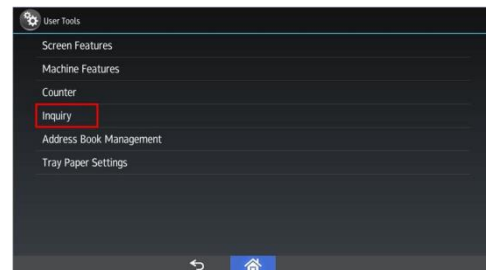 User Tools
Screen Features
Machine Features
Counter
Inquiry
Address Book Management
Tray Paper Settings